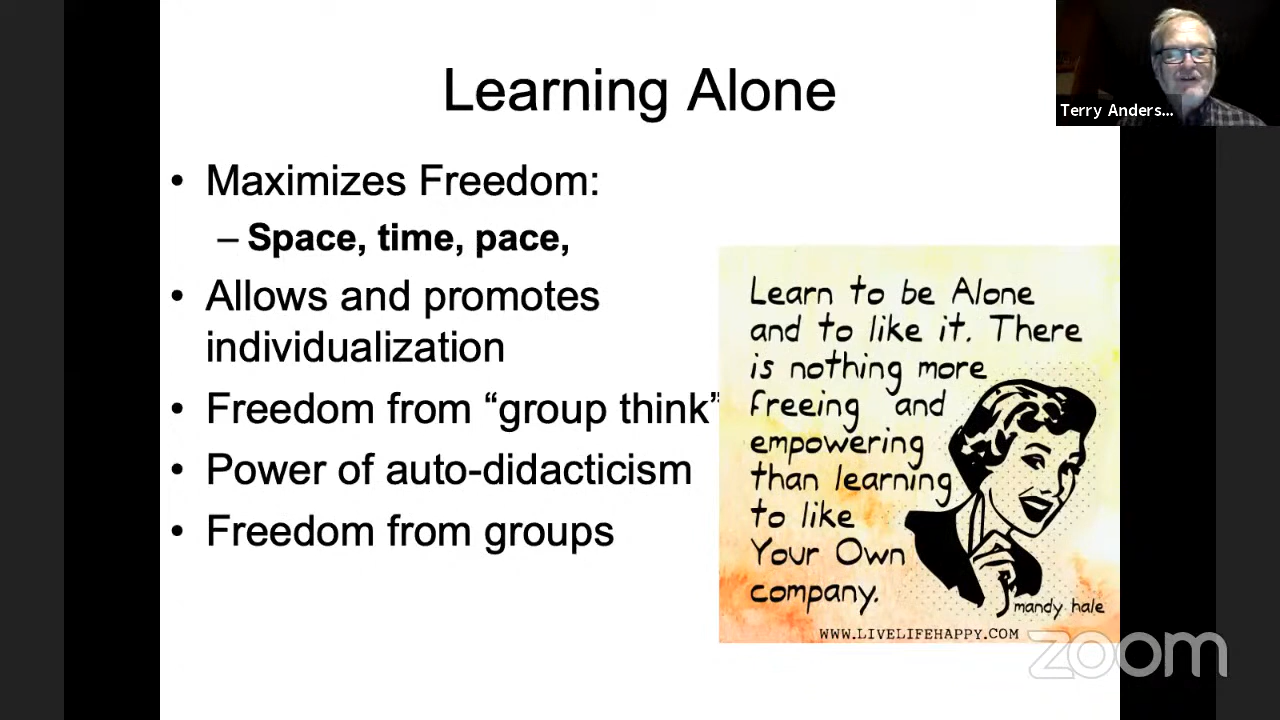 Learning Alone
Terry Anders...
• Maximizes Freedom:
– Space, time, pace,
• Allows and promotes
individualization
• Freedom from “group think”
• Power of auto-didacticism
• Freedom from groups
Learn to be Alone
and to like it. There
is nothing more
freeing and
empowering
than learning
to like
Your Own
company.
mandy hale
WWW.LIVELIFEHAPPY.COM
zoom